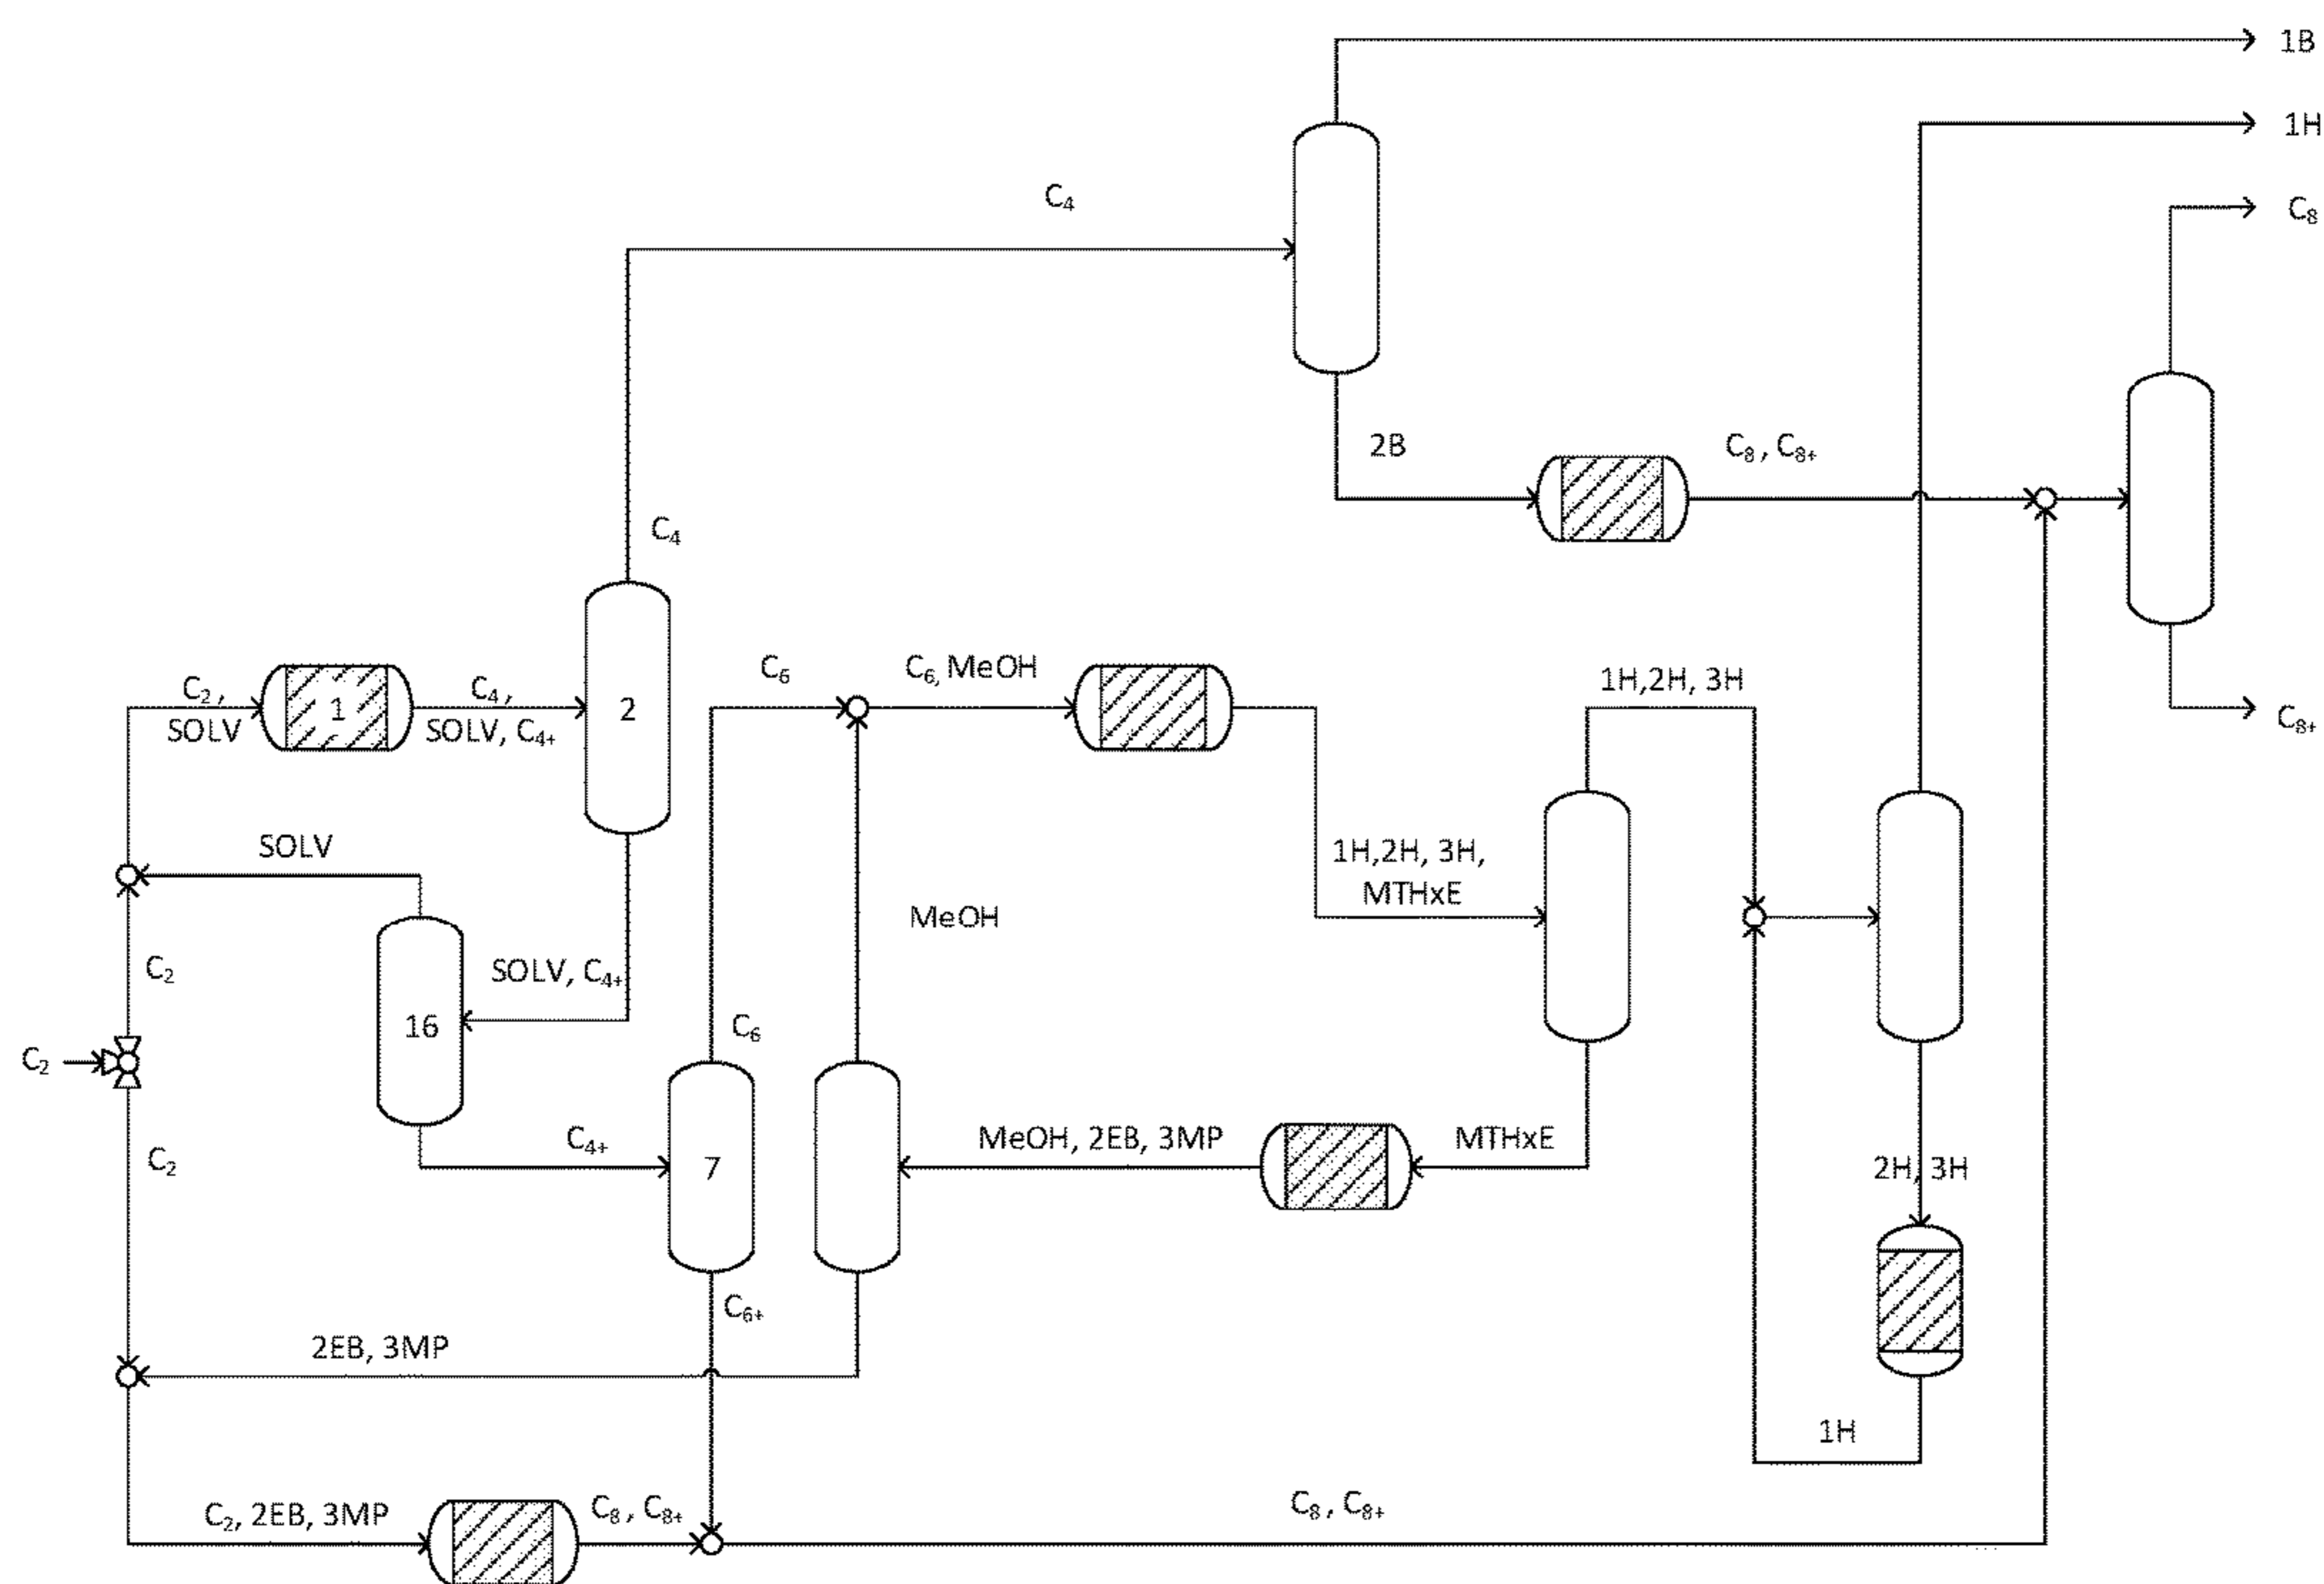 1B
1H
C₈
C₄
2B
C₈, C₈₊
C₄
C₂,
SOLV
1
C₄,
SOLV, C₄₊
2
C₆
C₆, MeOH
1H,2H, 3H
C₈₊
SOLV
1H,2H, 3H,
MTHxE
MeOH
C₂
SOLV, C₄₊
16
C₆
C₂
C₂
C₄₊
7
MeOH, 2EB, 3MP
MTHxE
2H, 3H
C₆₊
2EB, 3MP
1H
C₂, 2EB, 3MP
C₈, C₈₊
C₈, C₈₊